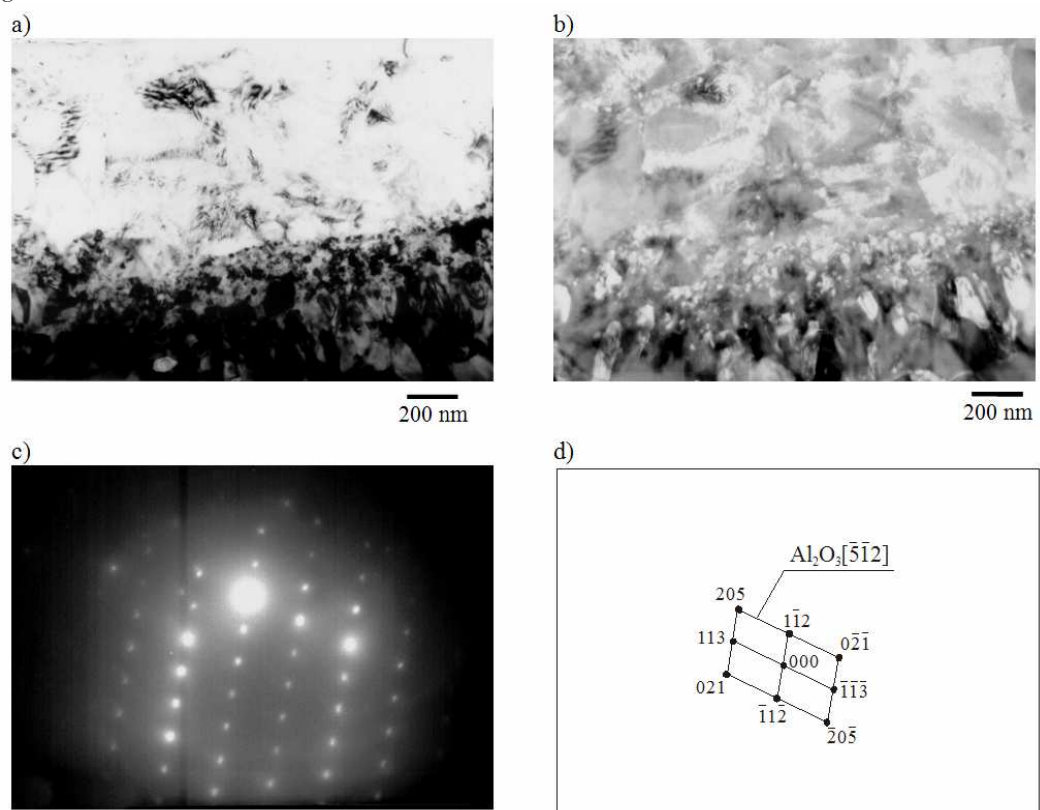 a)
b)
200 nm
200 nm
c)
d)
Al₂O₃[5̄1̄2]
205
11̄2
02̄1̄
113
000
1̄1̄3̄
021
1̄12̄
2̄05̄